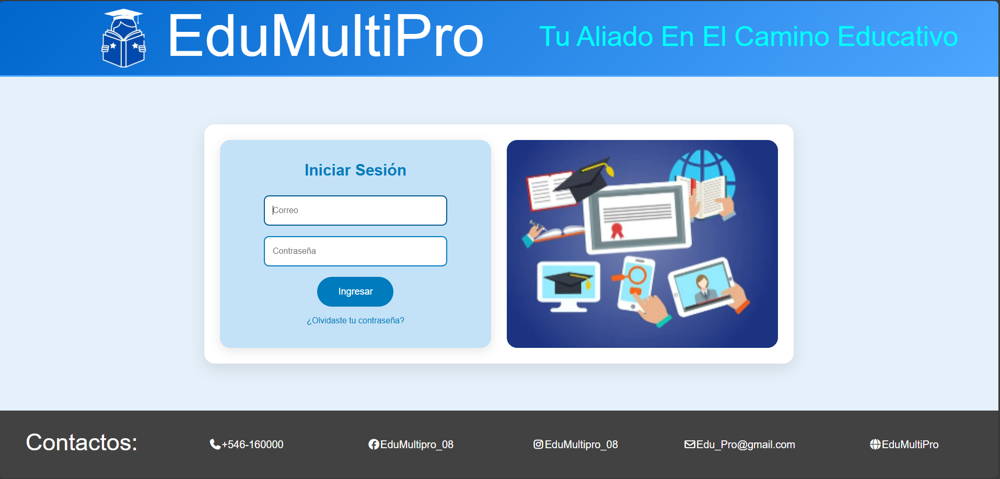 EduMultiPro
Tu Aliado En El Camino Educativo
Iniciar Sesión
Correo
Contraseña
Ingresar
¿Olvidaste tu contraseña?
Contactos:
+546-160000
EduMultipro_08
EduMultipro_08
Edu_Pro@gmail.com
EduMultiPro